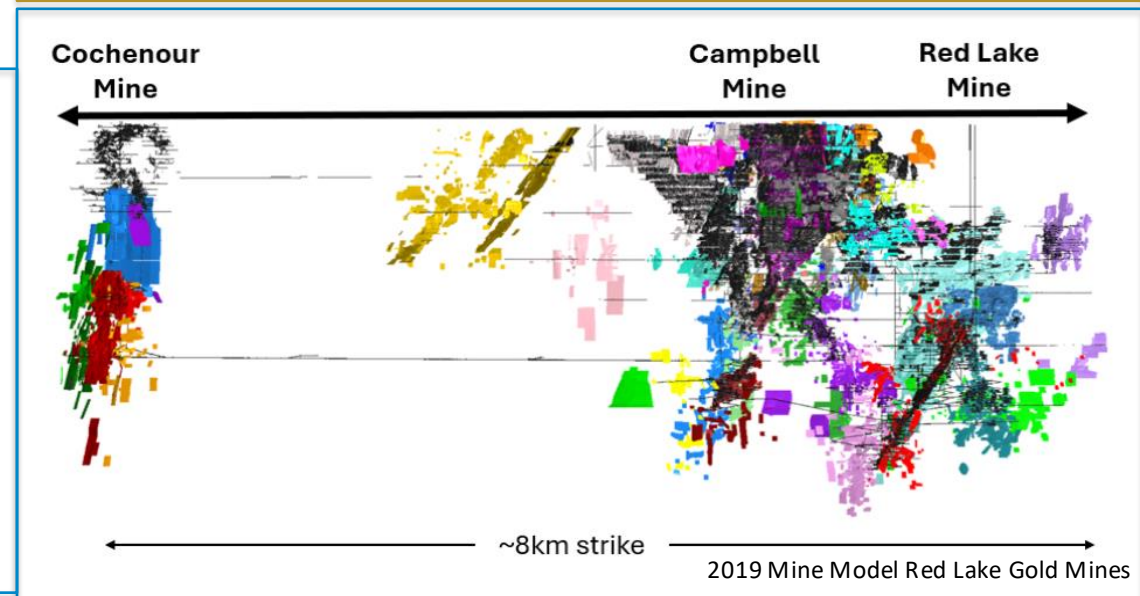 Cochenour
Mine
Campbell
Mine
Red Lake
Mine
~8km strike
2019 Mine Model Red Lake Gold Mines